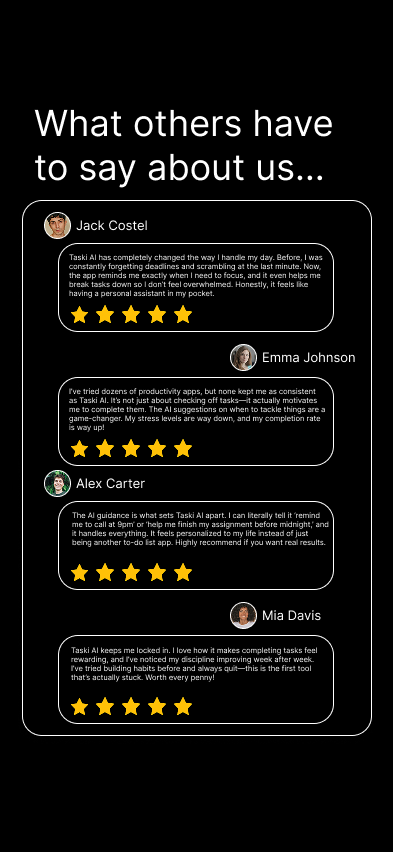 What others have
to say about us...
Jack Costel
Taski AI has completely changed the way I handle my day. Before, I was
constantly forgetting deadlines and scrambling at the last minute. Now,
the app reminds me exactly when I need to focus, and it even helps me
break tasks down so I don't feel overwhelmed. Honestly, it feels like
having a personal assistant in my pocket.
Emma Johnson
I've tried dozens of productivity apps, but none kept me as consistent
as Taski AI. It's not just about checking off tasks—it actually motivates
me to complete them. The AI suggestions on when to tackle things are a
game-changer. My stress levels are way down, and my completion rate
is way up!
Alex Carter
The AI guidance is what sets Taski AI apart. I can literally tell it 'remind
me to call at 9pm' or 'help me finish my assignment before midnight,' and
it handles everything. It feels personalized to my life instead of just
being another to-do list app. Highly recommend if you want real results.
Mia Davis
Taski AI keeps me locked in. I love how it makes completing tasks feel
rewarding, and I've noticed my discipline improving week after week.
I've tried building habits before and always quit—this is the first tool
that's actually stuck. Worth every penny!